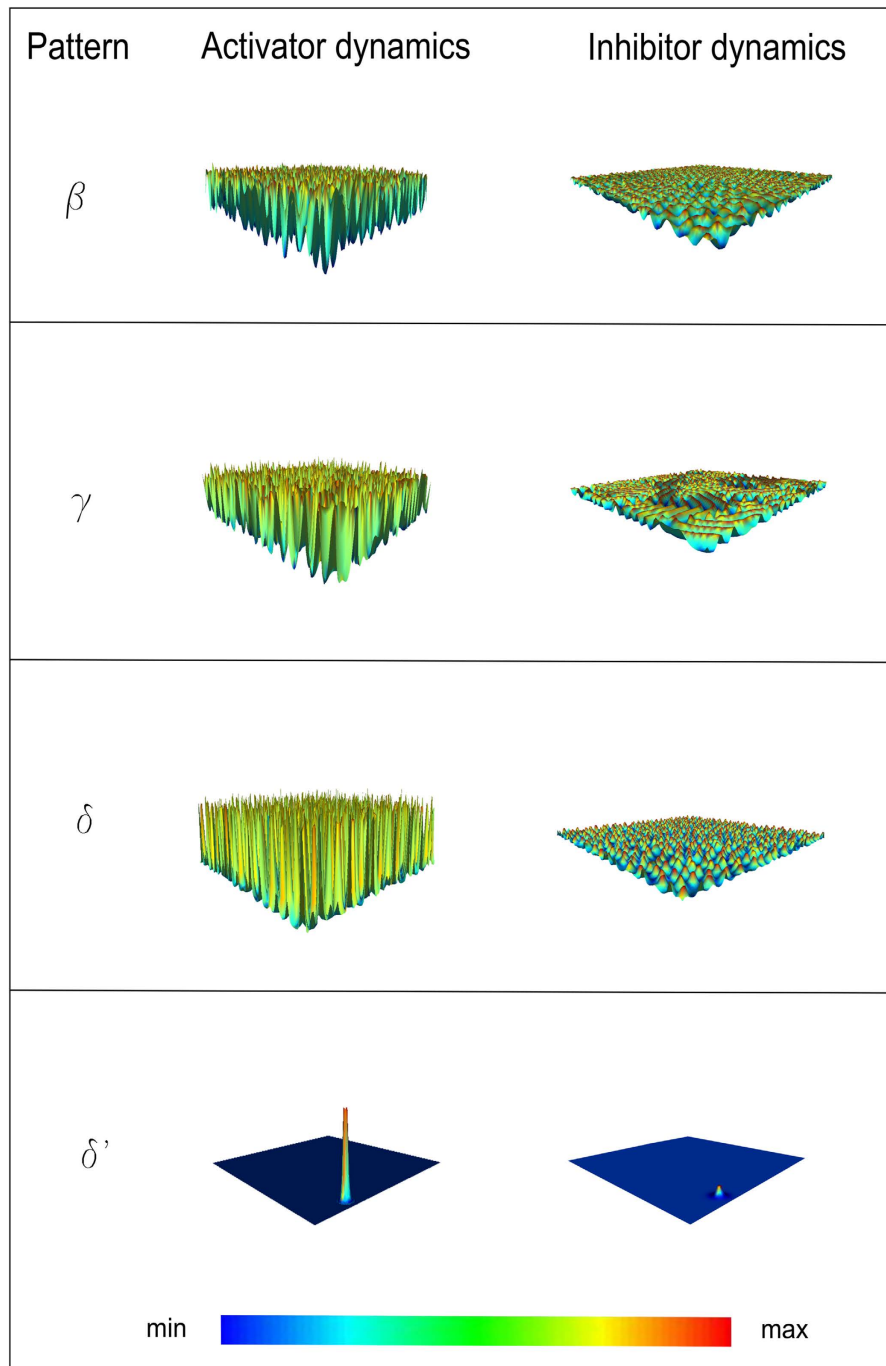 Pattern Activator dynamics Inhibitor dynamics
β
γ
δ
δ'
min max